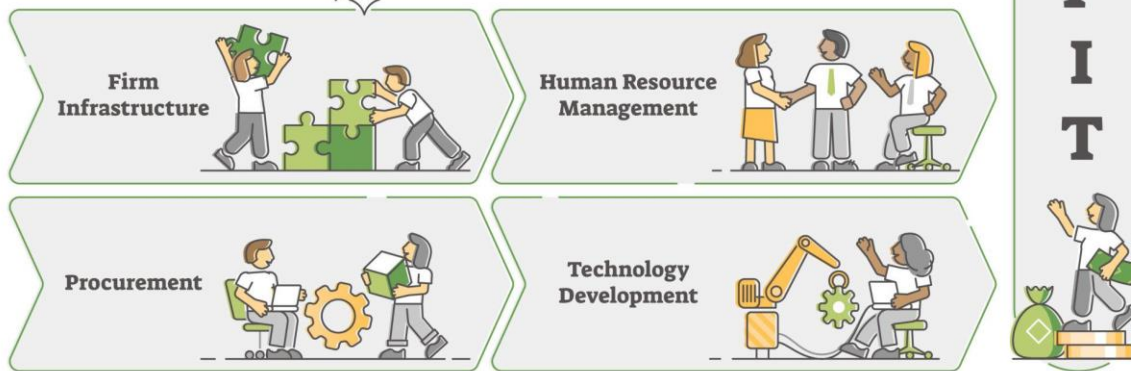 Firm
Infrastructure
Human Resource
Management
Procurement
Technology
Development
I
T